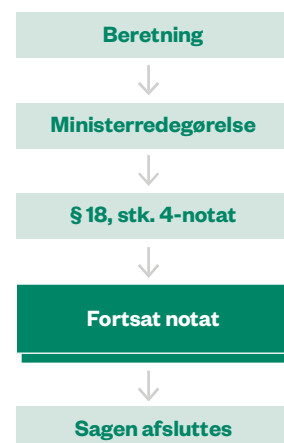 Beretning
Ministerredegørelse
§ 18, stk. 4-notat
Fortsat notat
Sagen afsluttes